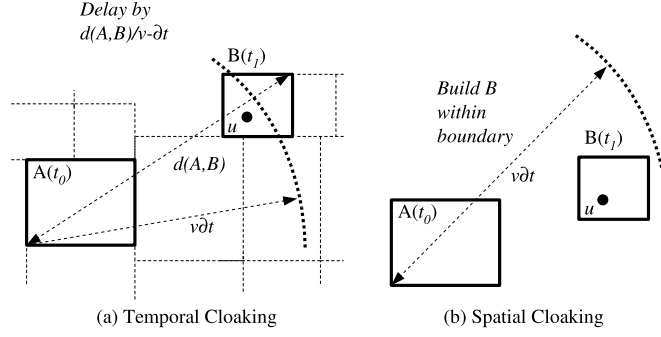 Delay by
d(A,B)/v-∂t
B(t1)
u
A(t0)
d(A,B)
v∂t
(a) Temporal Cloaking
Build B
within
boundary
B(t1)
v∂t
u
A(t0)
(b) Spatial Cloaking